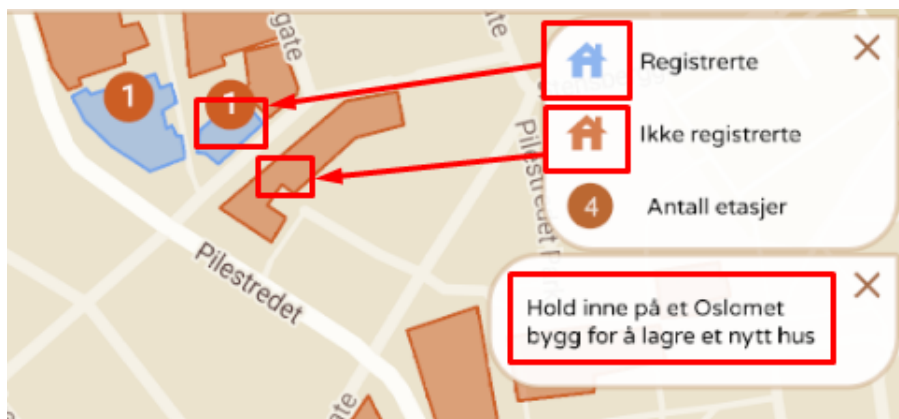 gate
1
1
Registrerte
Ikke registrerte
4 Antall etasjer
Pilestredet
Pilestredet
Hold inne på et Oslomet
bygg for å lagre et nytt hus
te